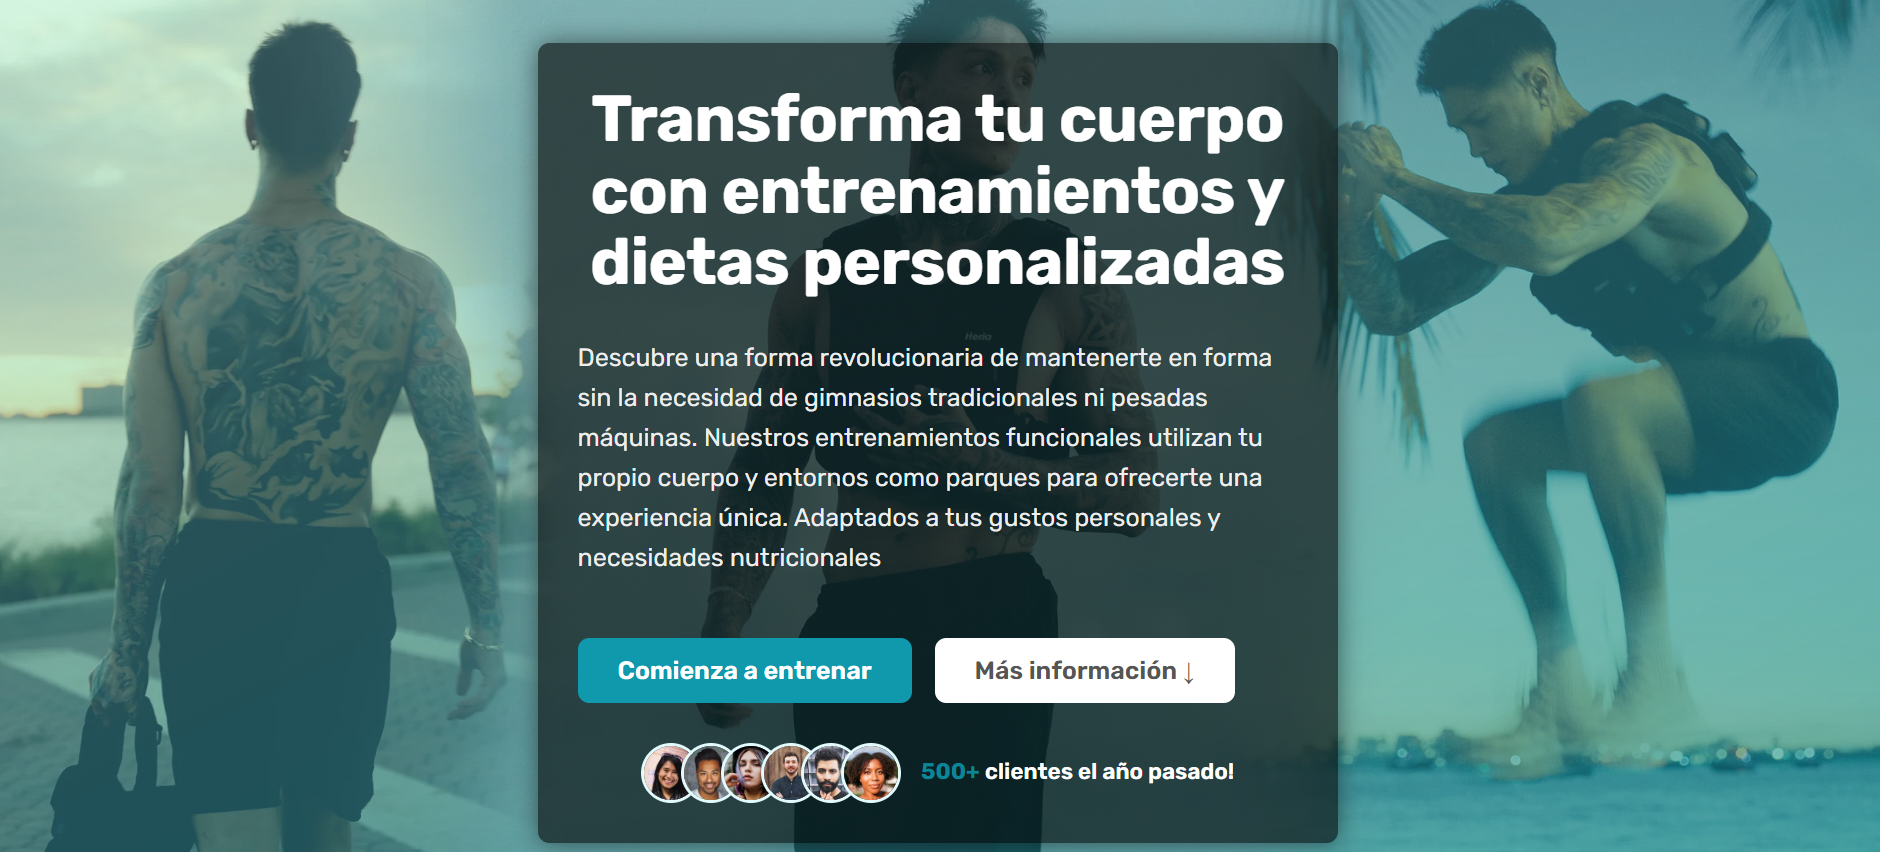 Transforma tu cuerpo
con entrenamientos y
dietas personalizadas
Heria
Descubre una forma revolucionaria de mantenerte en forma
sin la necesidad de gimnasios tradicionales ni pesadas
máquinas. Nuestros entrenamientos funcionales utilizan tu
propio cuerpo y entornos como parques para ofrecerte una
experiencia única. Adaptados a tus gustos personales y
necesidades nutricionales
Comienza a entrenar
Más información ↓
500+ clientes el año pasado!